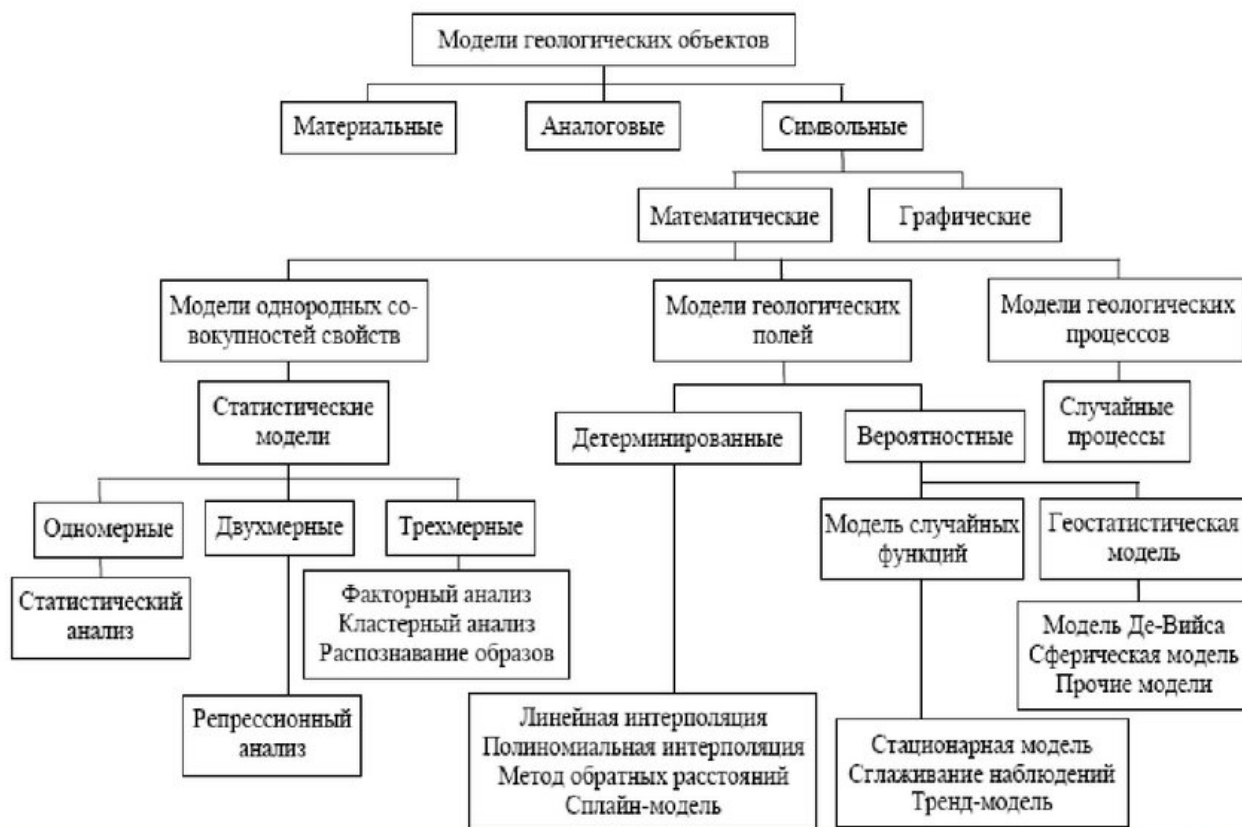 Модели геологических объектов
Материальные
Аналоговые
Символьные
Математические
Графические
Модели однородных со-
вокупностей свойств
Модели геологических
полей
Модели геологических
процессов
Статистические
модели
Детерминированные
Вероятностные
Случайные
процессы
Одномерные
Двухмерные
Трехмерные
Модель случайных
функций
Геостатистическая
модель
Статистический
анализ
Факторный анализ
Кластерный анализ
Распознавание образов
Модель Де-Вийса
Сферическая модель
Прочие модели
Репрессионный
анализ
Линейная интерполяция
Полиномиальная интерполяция
Метод обратных расстояний
Сплайн-модель
Стационарная модель
Сглаживание наблюдений
Тренд-модель